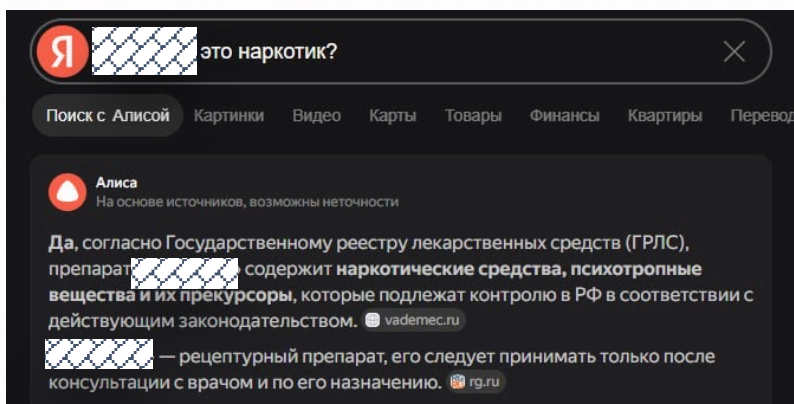 Я это наркотик?
Поиск с Алисой Картинки Видео Карты Товары Финансы Квартиры Перевод
Алиса
На основе источников, возможны неточности
Да, согласно Государственному реестру лекарственных средств (ГРЛС),
препарат содержит наркотические средства, психотропные
вещества и их прекурсоры, которые подлежат контролю в РФ в соответствии с
действующим законодательством. vademec.ru
— рецептурный препарат, его следует принимать только после
консультации с врачом и по его назначению. rg.ru